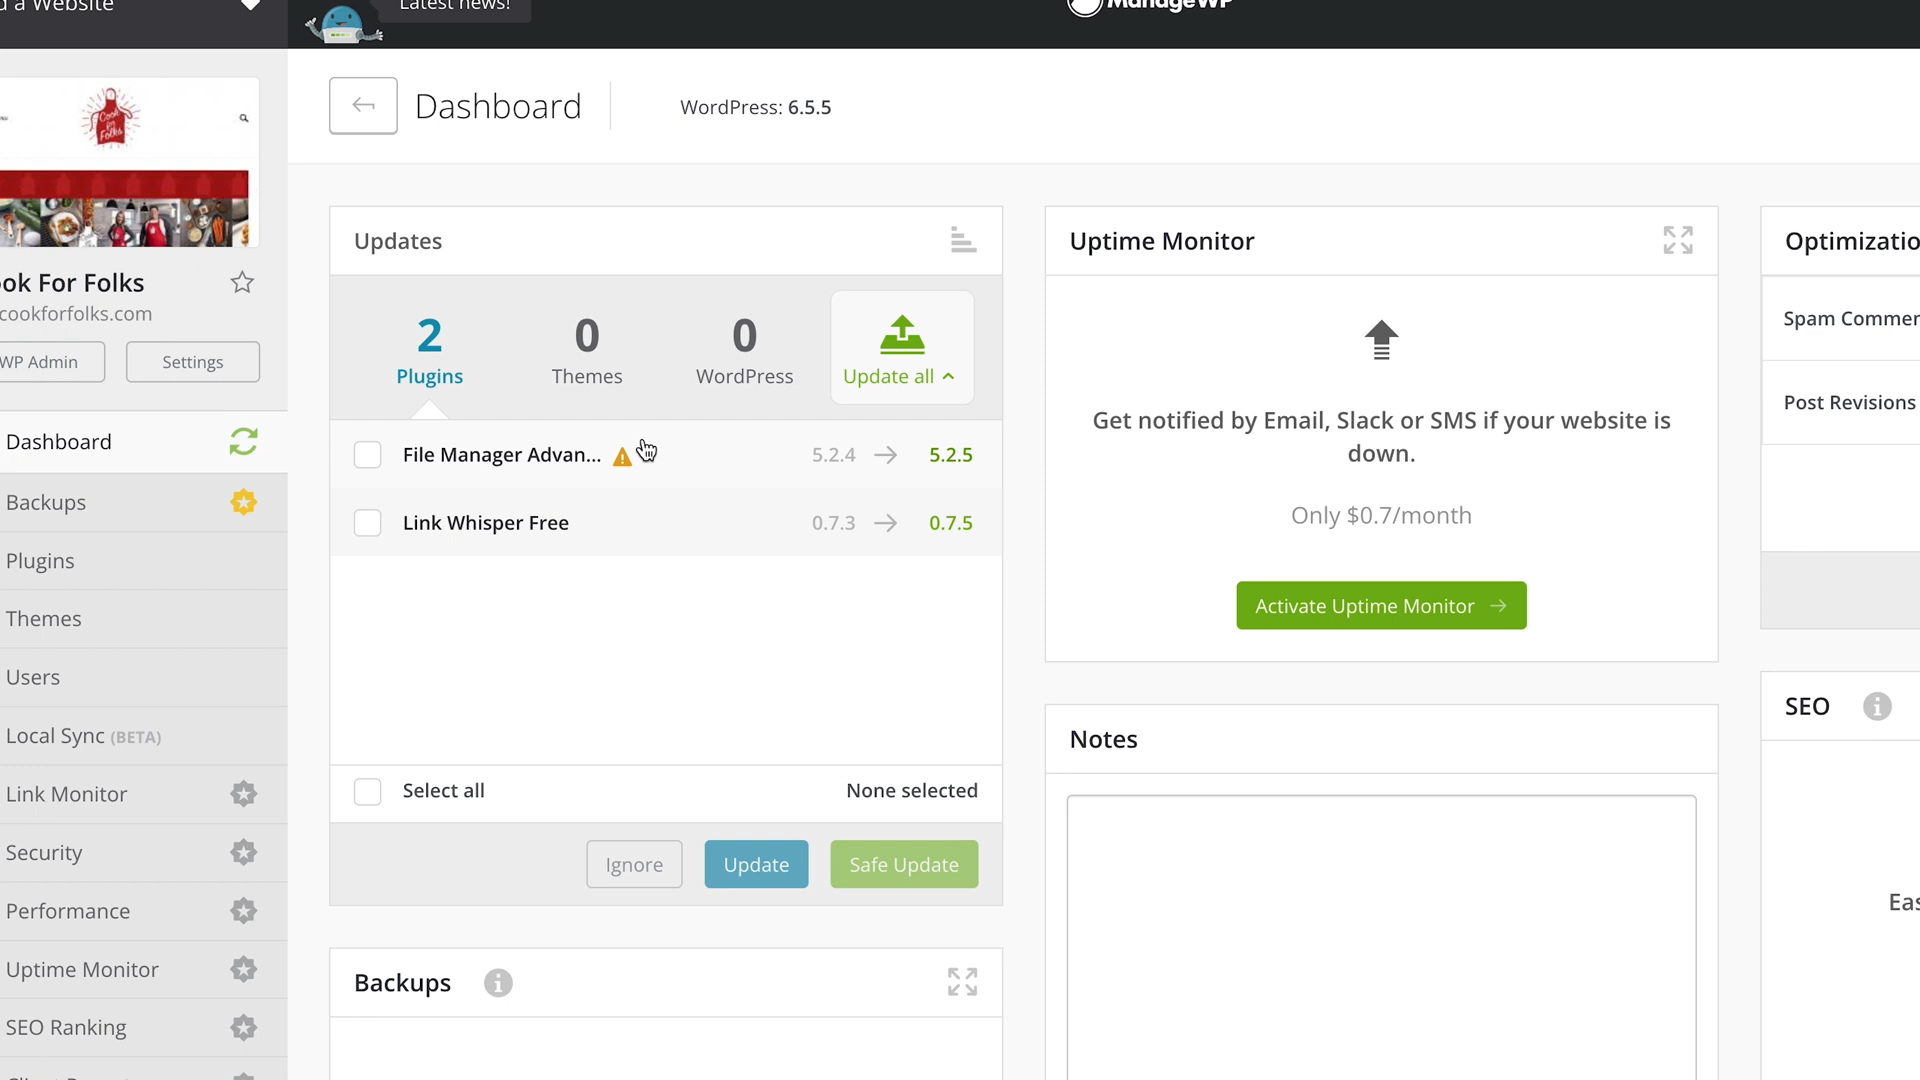 a Website
Latest news!
ManageWP
Dashboard
WordPress: 6.5.5
Cook
for
Folks
ok For Folks
cookforfolks.com
WP Admin
Settings
Dashboard
Backups
Plugins
Themes
Users
Local Sync (BETA)
Link Monitor
Security
Performance
Uptime Monitor
SEO Ranking
Updates
2
Plugins
0
Themes
0
WordPress
Update all
File Manager Advan...
5.2.4
5.2.5
Link Whisper Free
0.7.3
0.7.5
Select all
None selected
Ignore
Update
Safe Update
Backups
Uptime Monitor
Get notified by Email, Slack or SMS if your website is
down.
Only $0.7/month
Activate Uptime Monitor
Notes
Optimizatio
Spam Commer
Post Revisions
SEO
Eas